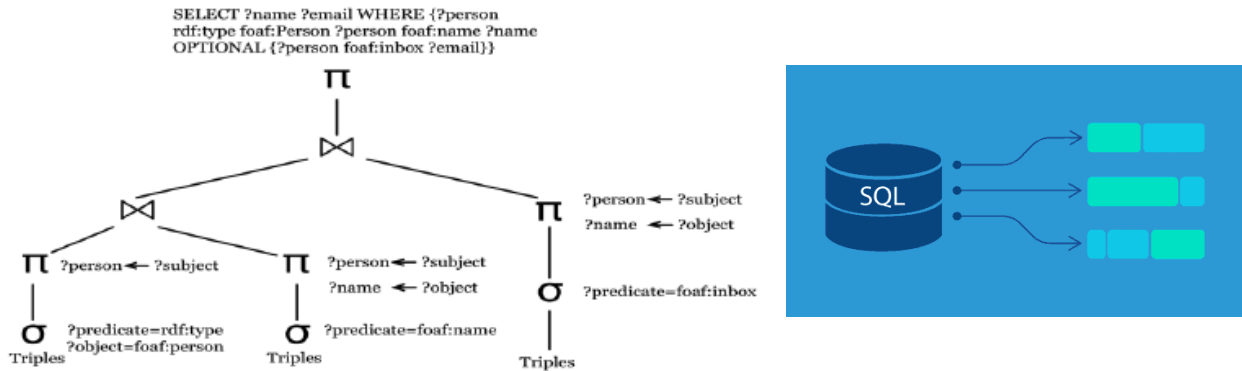 SELECT ?name ?email WHERE {?person
rdf:type foaf:Person ?person foaf:name ?name
OPTIONAL {?person foaf:inbox ?email}}
π
⋈
⋈
π ?person← ?subject
?name ← ?object
π ?person← ?subject
π ?person← ?subject
?name ← ?object
σ ?predicate=foaf:inbox
σ ?predicate=rdf:type
?object=foaf:person
Triples
σ ?predicate=foaf:name
Triples
Triples
SQL